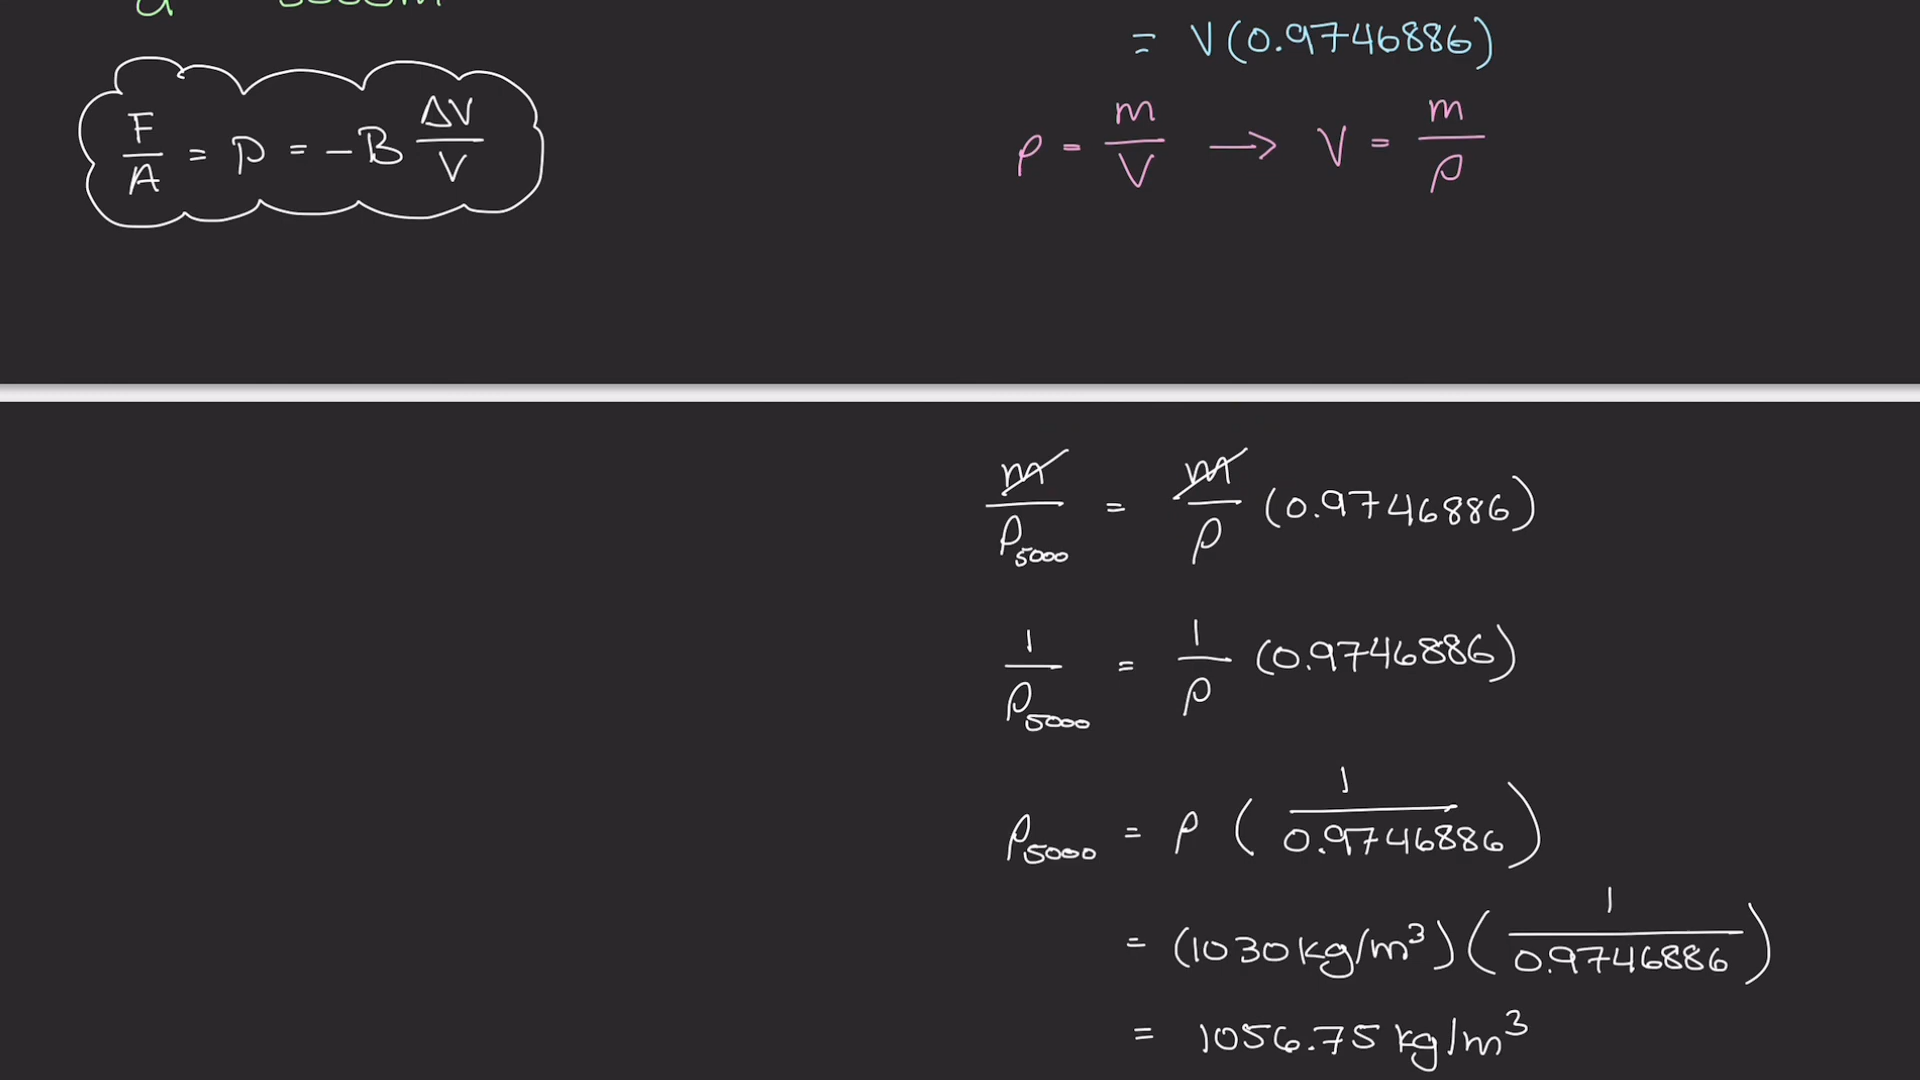 = V(0.9746886)
F/A = P = -B ΔV/V
ρ = m/V → V = m/ρ
m/ρ₅₀₀₀ = m/ρ (0.9746886)
1/ρ₅₀₀₀ = 1/ρ (0.9746886)
ρ₅₀₀₀ = ρ (1/0.9746886)
= (1030 kg/m³)(1/0.9746886)
= 1056.75 kg/m³